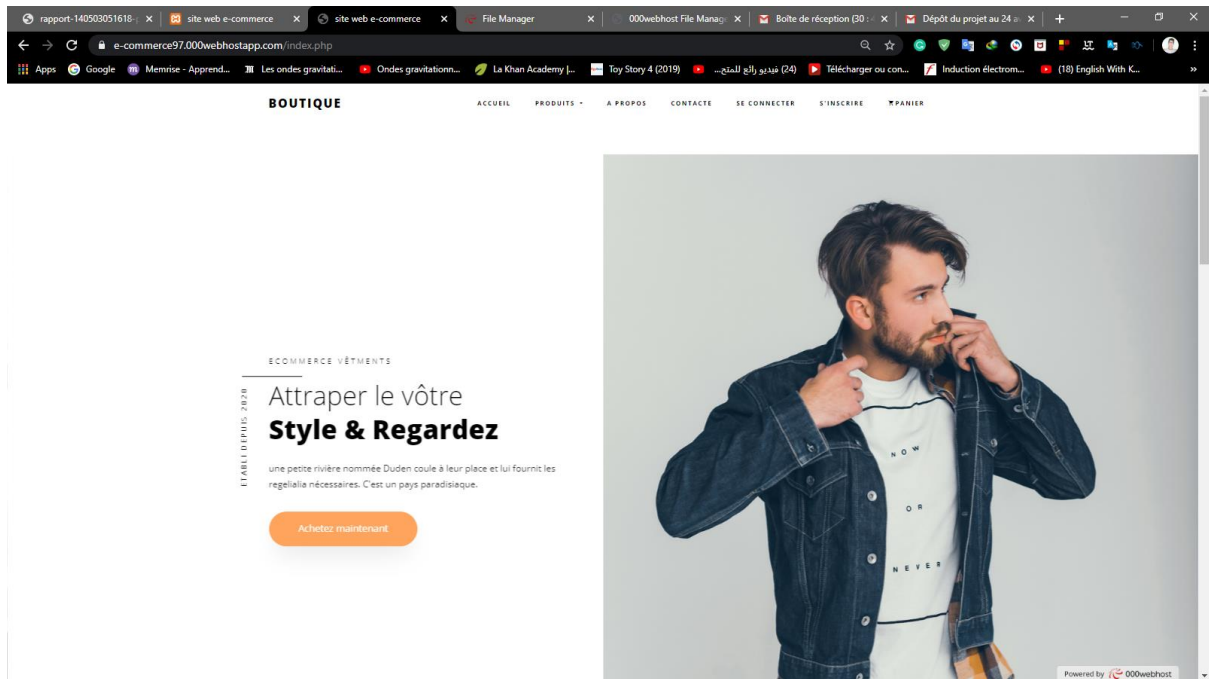 rapport-140503051618-
site web e-commerce
site web e-commerce
File Manager
000webhost File Manag
Boîte de réception (30
Dépôt du projet au 24 a
e-commerce97.000webhostapp.com/index.php
Apps
Google
Memrise - Apprend...
Les ondes gravitati...
Ondes gravitationn...
La Khan Academy |...
Toy Story 4 (2019)
(24) فيديو رائع للمتح...
Télécharger ou con...
Induction électrom...
(18) English With K...
»
BOUTIQUE
ACCUEIL
PRODUITS
A PROPOS
CONTACTE
SE CONNECTER
S'INSCRIRE
PANIER
ECOMMERCE VÊTMENTS
ETABLI DEPUIS 2020
Attraper le vôtre
Style & Regardez
une petite rivière nommée Duden coule à leur place et lui fournit les
regelialia nécessaires. C'est un pays paradisiaque.
Achetez maintenant
NOW
OR
NEVER
Powered by 000webhost